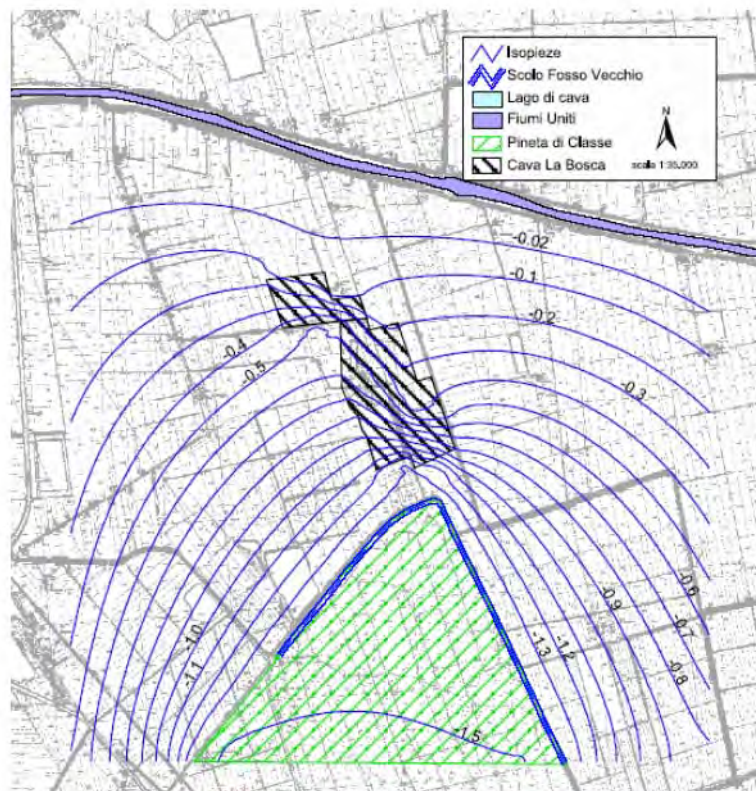 Isopieze
Scolo Fosso Vecchio
Lago di cava
Fiumi Uniti
Pineta di Classe
Cava La Bosca
N
scala 1:35.000
-0.02
-0.1
-0.2
-0.3
-0.4
-0.5
-0.6
-0.7
-0.8
-0.9
-1.0
-1.1
-1.2
-1.3
-1.5